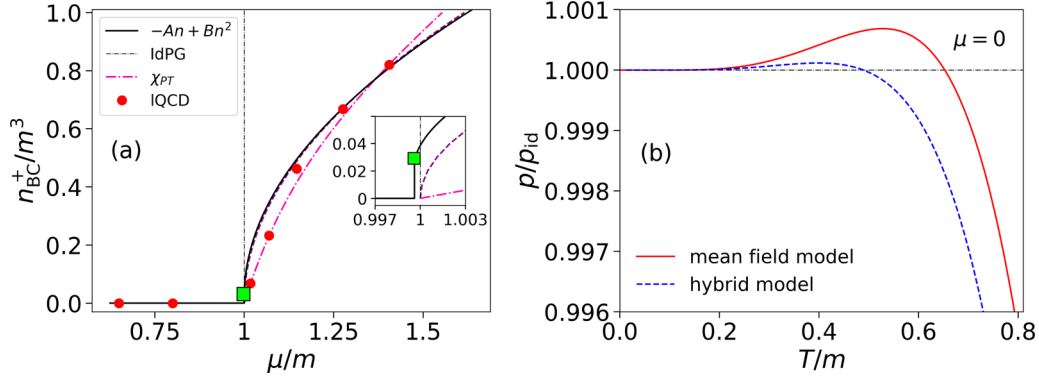 1.0
0.8
0.6
0.4
0.2
0.0
n⁺_BC/m³
−An + Bn²
IdPG
χ_PT
lQCD
(a)
0.04
0.02
0
0.997
1
1.003
0.75
1
1.25
1.5
μ/m
1.001
1.000
0.999
0.998
0.997
0.996
p/p_id
μ = 0
(b)
mean field model
hybrid model
0.0
0.2
0.4
0.6
0.8
T/m